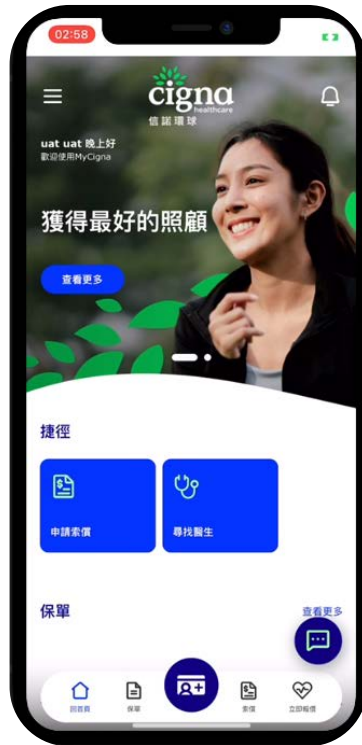 02:58
cigna
healthcare
信諾環球
uat uat 晚上好
歡迎使用MyCigna
獲得最好的照顧
查看更多
捷徑
申請索償
尋找醫生
保單
查看更多
回首頁
保單
索償
立即報價